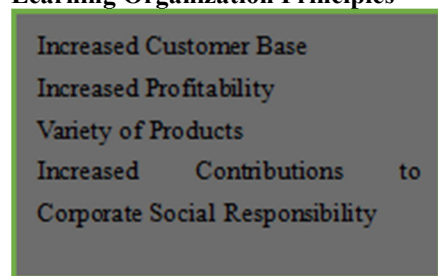 Learning Organization Principles
Increased Customer Base
Increased Profitability
Variety of Products
Increased Contributions to
Corporate Social Responsibility